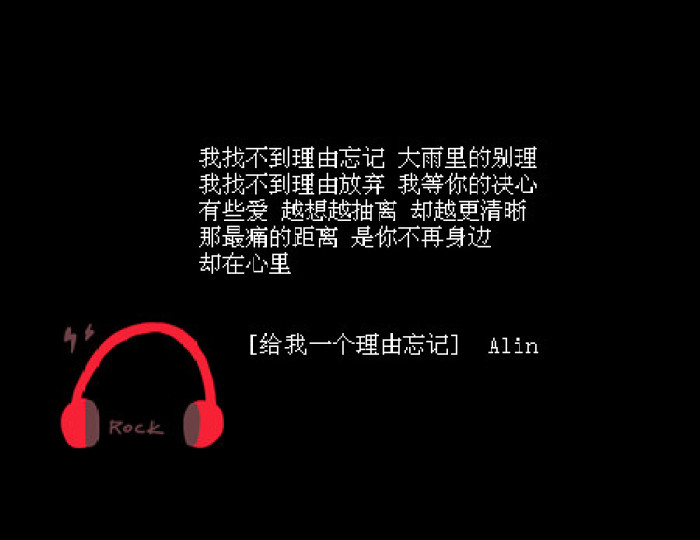 我找不到理由忘记 大雨里的别理
我找不到理由放弃 我等你的决心
有些爱 越想越抽离 却越更清晰
那最痛的距离 是你不再身边
却在心里
[给我一个理由忘记] Alin
Rock